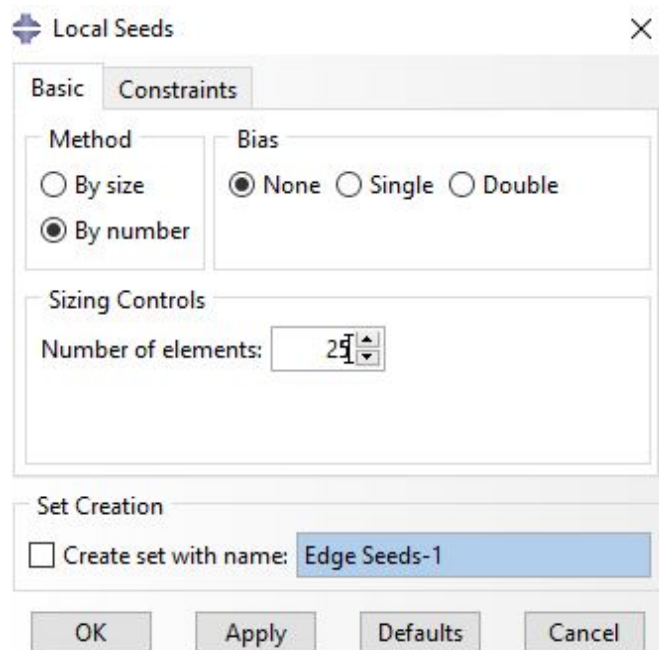 Local Seeds
Basic Constraints
Method Bias
By size None Single Double
By number
Sizing Controls
Number of elements: 25
Set Creation
Create set with name: Edge Seeds-1
OK Apply Defaults Cancel